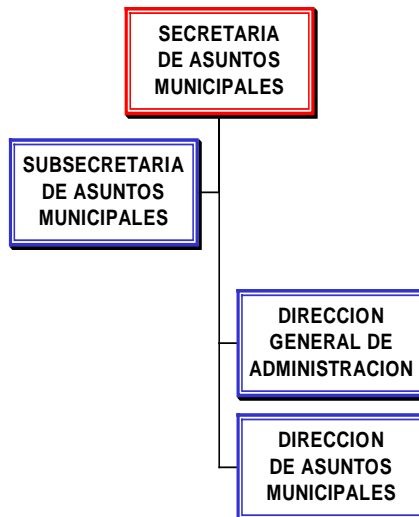 SECRETARIA
DE ASUNTOS
MUNICIPALES
SUBSECRETARIA
DE ASUNTOS
MUNICIPALES
DIRECCION
GENERAL DE
ADMINISTRACION
DIRECCION
DE ASUNTOS
MUNICIPALES